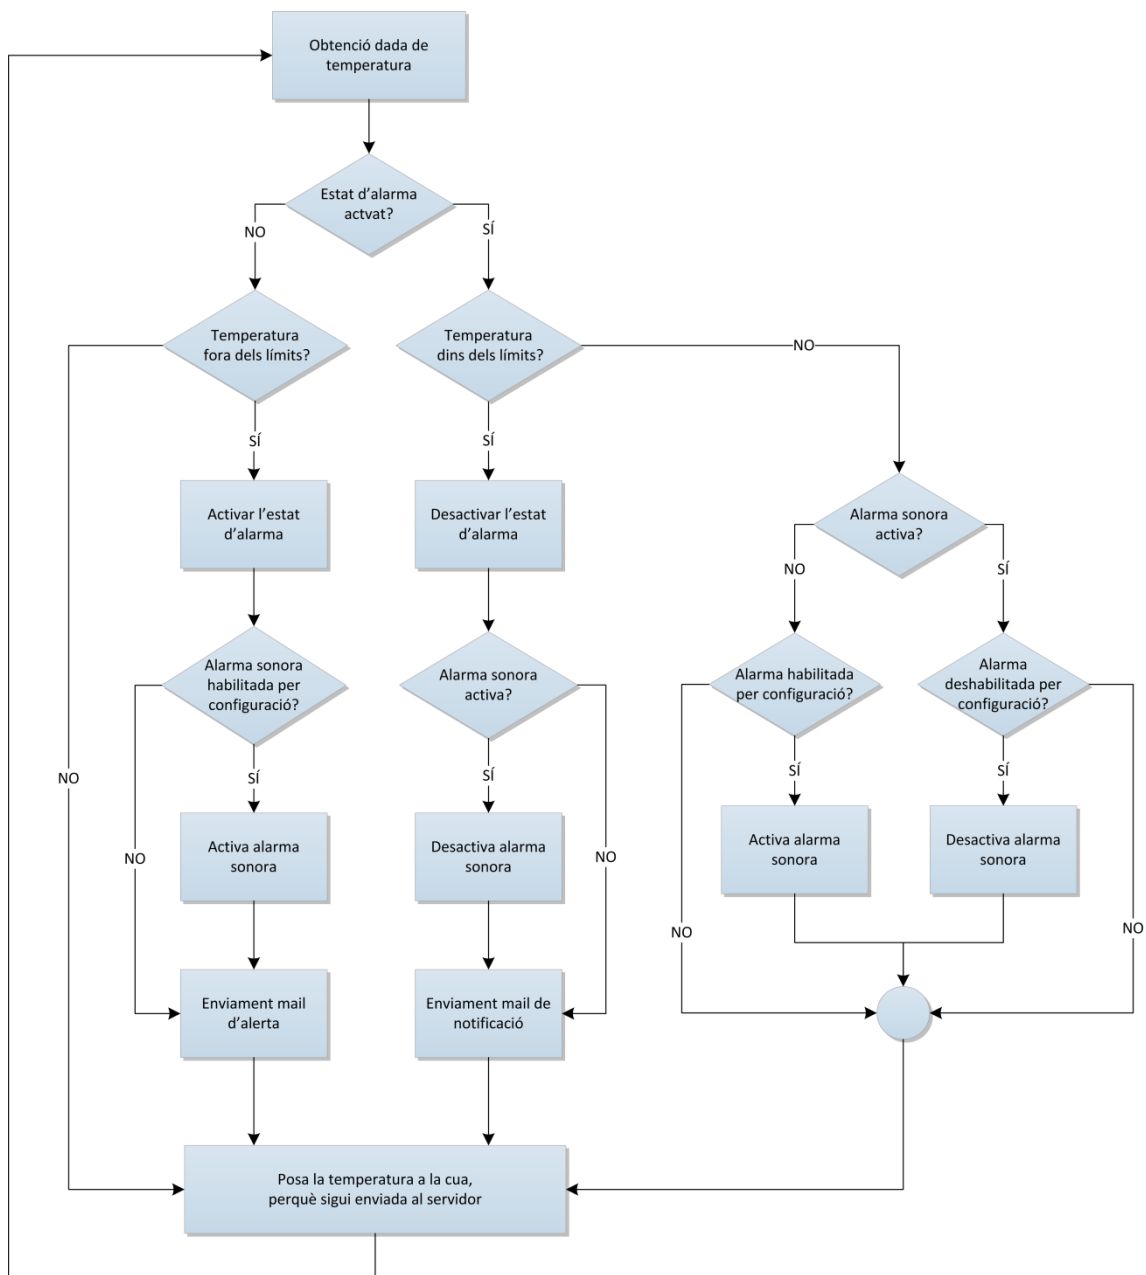 Obtenció dada de
temperatura
Estat d’alarma
actvat?
NO
SÍ
Temperatura
fora dels límits?
Temperatura
dins dels límits?
NO
SÍ
SÍ
Activar l’estat
d’alarma
Desactivar l’estat
d’alarma
Alarma sonora
activa?
NO
SÍ
Alarma sonora
habilitada per
configuració?
Alarma sonora
activa?
Alarma habilitada
per configuració?
Alarma
deshabilitada per
configuració?
NO
SÍ
SÍ
SÍ
SÍ
Activa alarma
sonora
Desactiva alarma
sonora
Activa alarma
sonora
Desactiva alarma
sonora
NO
NO
NO
NO
Enviament mail
d’alerta
Enviament mail de
notificació
Posa la temperatura a la cua,
perquè sigui enviada al servidor